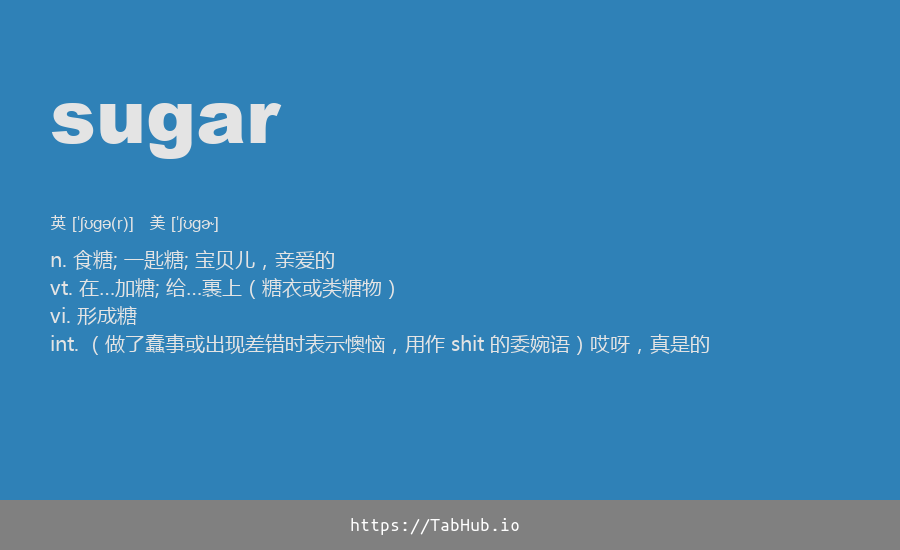 sugar
英 [ˈʃʊgə(r)]   美 [ˈʃʊgɚ]
n. 食糖; 一匙糖; 宝贝儿，亲爱的
vt. 在...加糖; 给...裹上（糖衣或类糖物）
vi. 形成糖
int. （做了蠢事或出现差错时表示懊恼，用作 shit 的委婉语）哎呀，真是的
https://TabHub.io